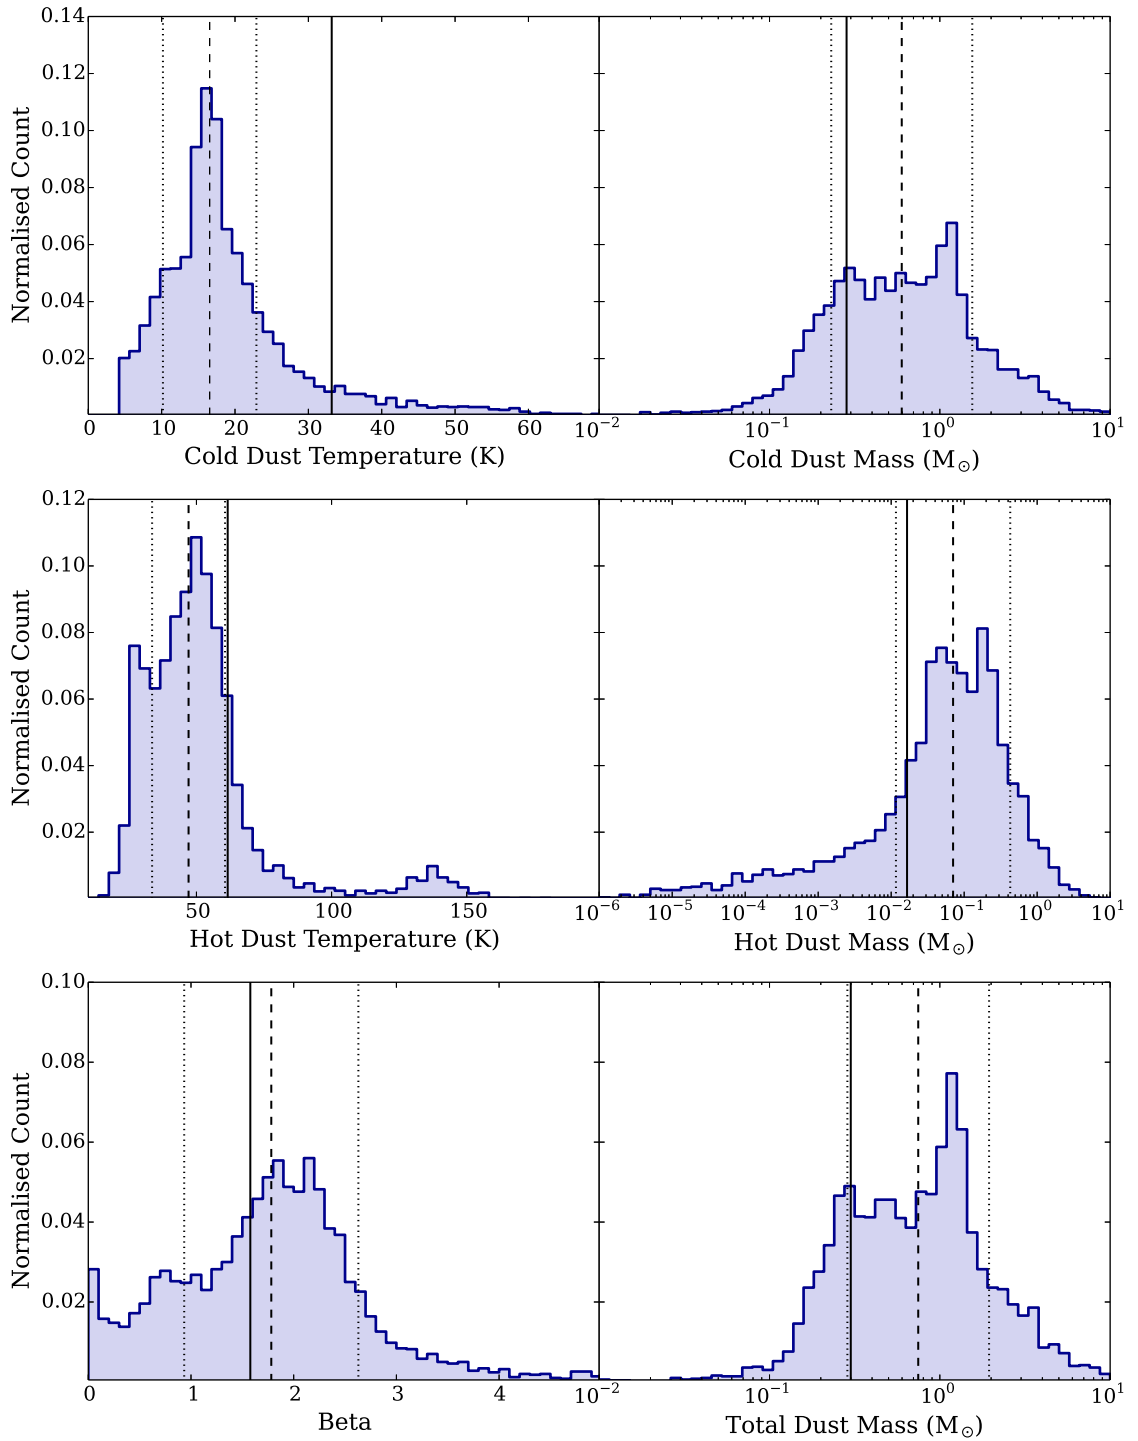 0.14
0.12
0.10
0.08
0.06
0.04
0.02
Normalised Count
0 10 20 30 40 50 60 10⁻² 10⁻¹ 10⁰ 10¹
Cold Dust Temperature (K) Cold Dust Mass (M☉)
0.12
0.10
0.08
0.06
0.04
0.02
Normalised Count
50 100 150 10⁻⁶ 10⁻⁵ 10⁻⁴ 10⁻³ 10⁻² 10⁻¹ 10⁰ 10¹
Hot Dust Temperature (K) Hot Dust Mass (M☉)
0.10
0.08
0.06
0.04
0.02
Normalised Count
0 1 2 3 4 10⁻² 10⁻¹ 10⁰ 10¹
Beta Total Dust Mass (M☉)